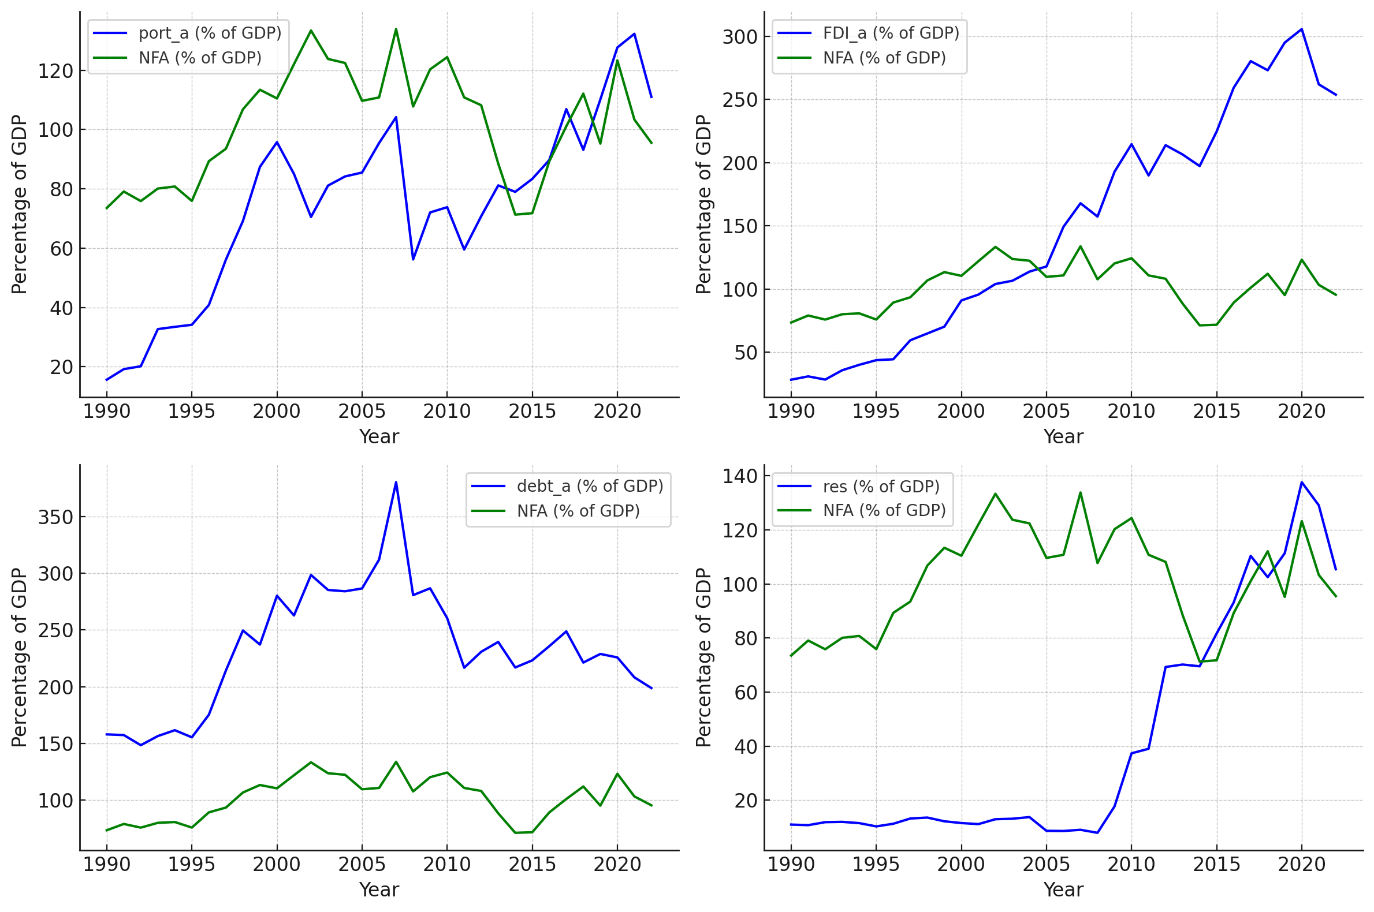 port_a (% of GDP)
NFA (% of GDP)
Percentage of GDP
120
100
80
60
40
20
1990 1995 2000 2005 2010 2015 2020
Year
FDI_a (% of GDP)
NFA (% of GDP)
Percentage of GDP
300
250
200
150
100
50
1990 1995 2000 2005 2010 2015 2020
Year
debt_a (% of GDP)
NFA (% of GDP)
Percentage of GDP
350
300
250
200
150
100
1990 1995 2000 2005 2010 2015 2020
Year
res (% of GDP)
NFA (% of GDP)
Percentage of GDP
140
120
100
80
60
40
20
1990 1995 2000 2005 2010 2015 2020
Year